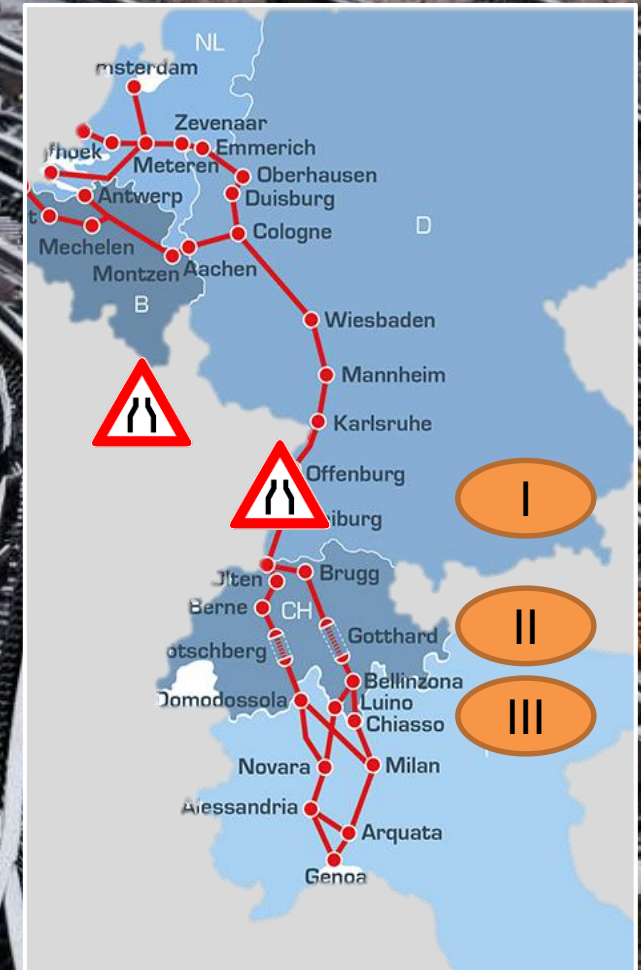 NL
msterdam
Zevenaar
fhoek
Meteren
Emmerich
Oberhausen
Antwerp
Duisburg
t
Cologne
D
Mechelen
Montzen
Aachen
B
Wiesbaden
Mannheim
Karlsruhe
Offenburg
I
iburg
lten
Brugg
Berne
CH
Gotthard
II
otschberg
Bellinzona
Domodossola
Luino
Chiasso
III
Novara
Milan
Alessandria
Arquata
Genoa